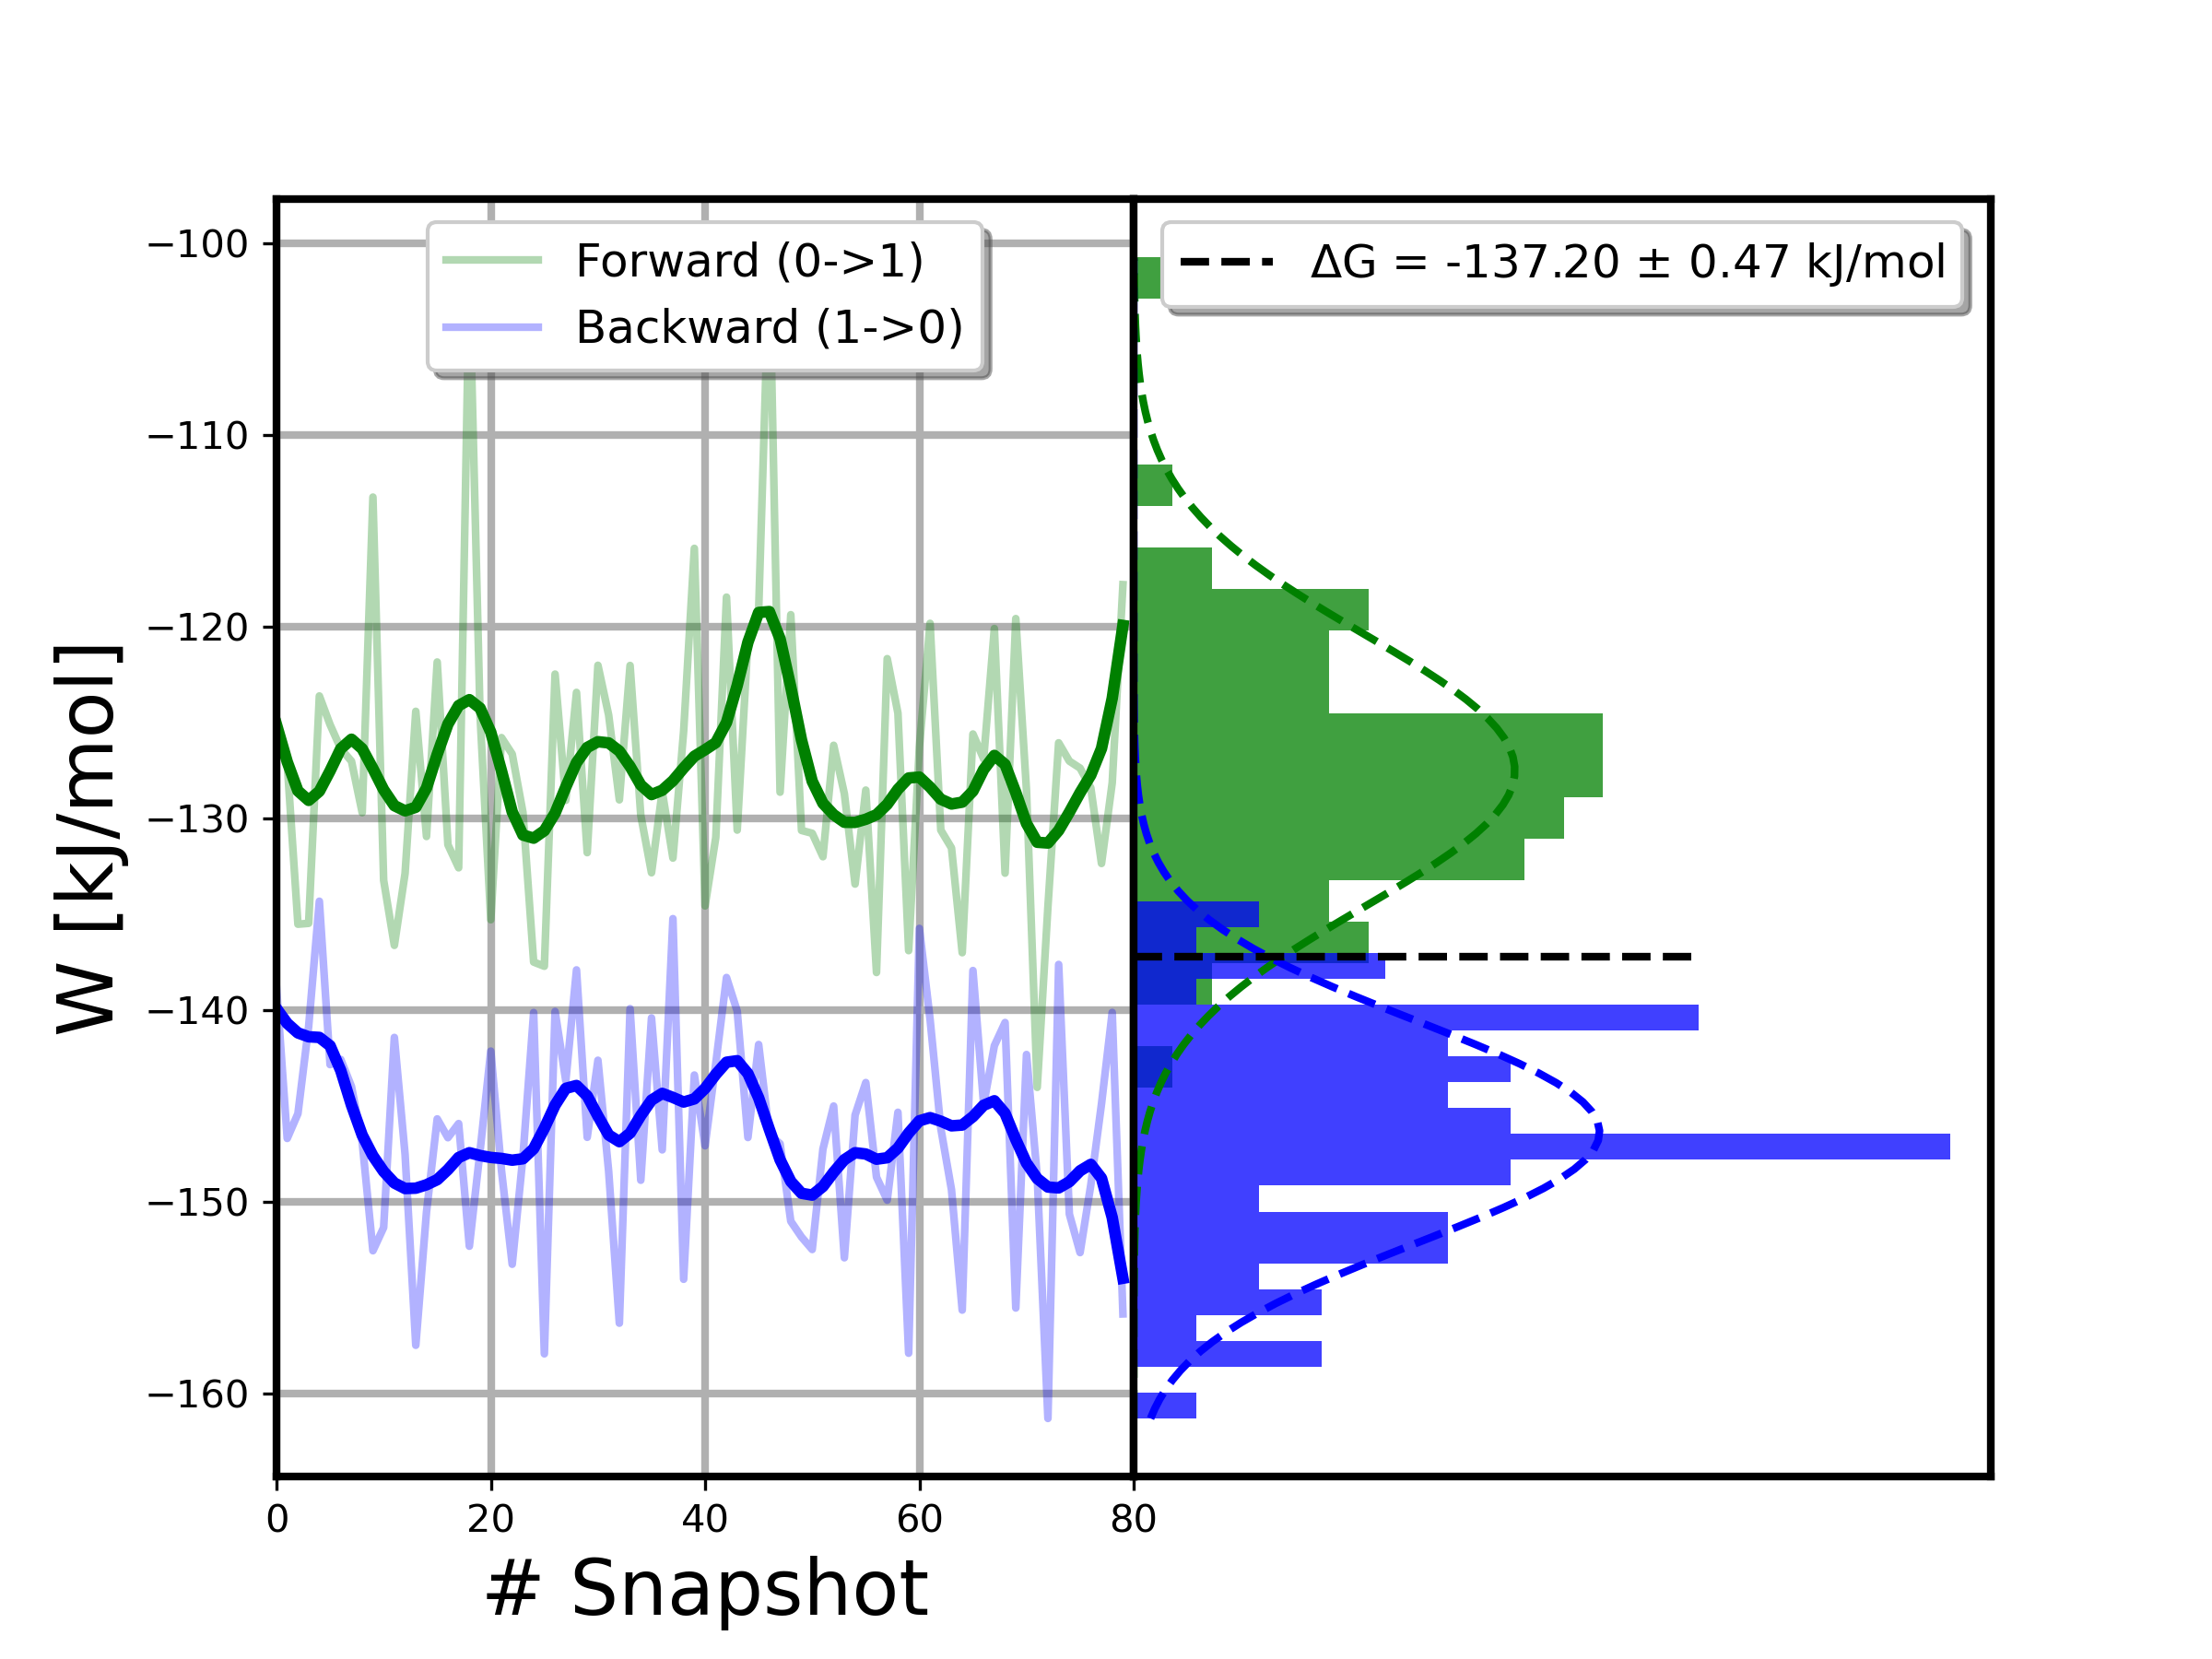 Forward (0->1)
Backward (1->0)
ΔG = -137.20 ± 0.47 kJ/mol
W [kJ/mol]
−100
−110
−120
−130
−140
−150
−160
0 20 40 60 80
# Snapshot